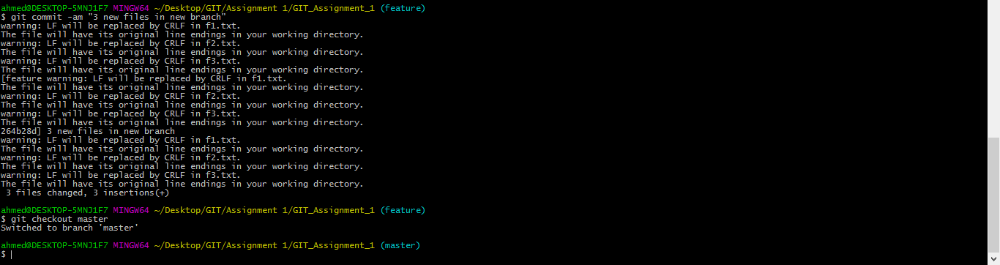 ahmed@DESKTOP-5MNJ1F7 MINGW64 ~/Desktop/GIT/Assignment 1/GIT_Assignment_1 (feature)
$ git commit -am "3 new files in new branch"
warning: LF will be replaced by CRLF in f1.txt.
The file will have its original line endings in your working directory.
warning: LF will be replaced by CRLF in f2.txt.
The file will have its original line endings in your working directory.
warning: LF will be replaced by CRLF in f3.txt.
The file will have its original line endings in your working directory.
[feature warning: LF will be replaced by CRLF in f1.txt.
The file will have its original line endings in your working directory.
warning: LF will be replaced by CRLF in f2.txt.
The file will have its original line endings in your working directory.
warning: LF will be replaced by CRLF in f3.txt.
The file will have its original line endings in your working directory.
264b28d] 3 new files in new branch
warning: LF will be replaced by CRLF in f1.txt.
The file will have its original line endings in your working directory.
warning: LF will be replaced by CRLF in f2.txt.
The file will have its original line endings in your working directory.
warning: LF will be replaced by CRLF in f3.txt.
The file will have its original line endings in your working directory.
 3 files changed, 3 insertions(+)
ahmed@DESKTOP-5MNJ1F7 MINGW64 ~/Desktop/GIT/Assignment 1/GIT_Assignment_1 (feature)
$ git checkout master
Switched to branch 'master'
ahmed@DESKTOP-5MNJ1F7 MINGW64 ~/Desktop/GIT/Assignment 1/GIT_Assignment_1 (master)
$